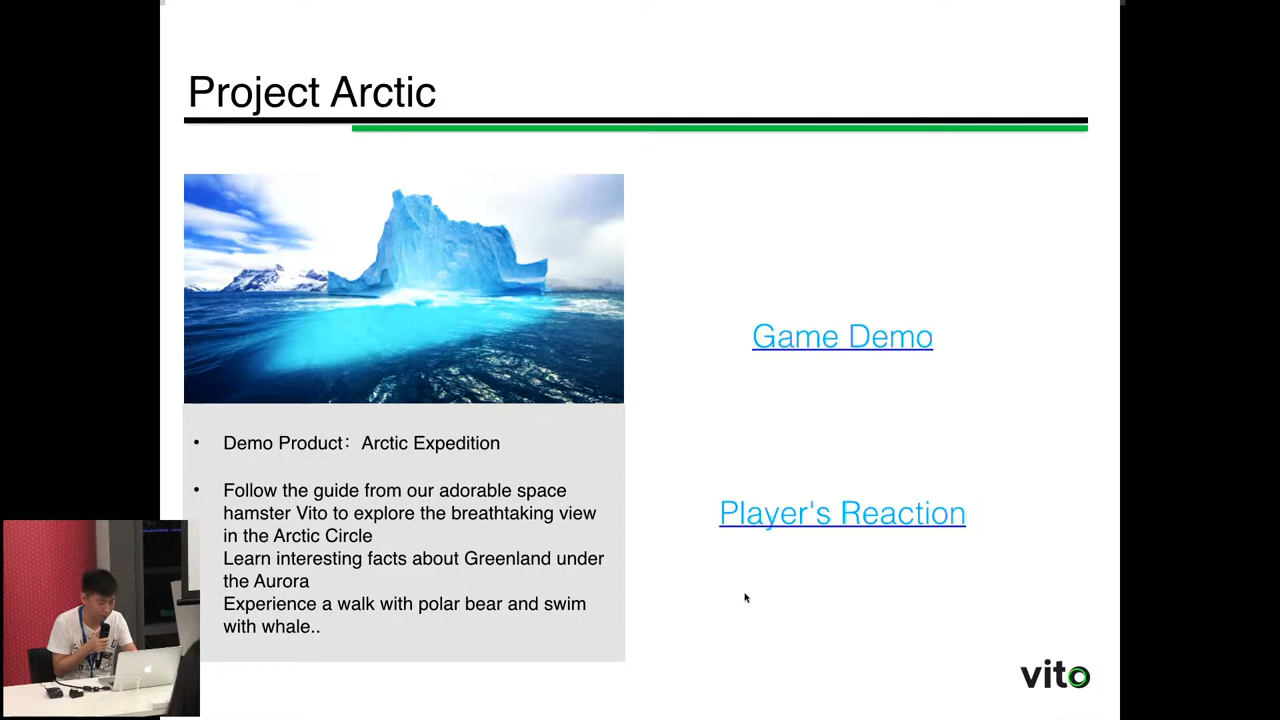 Project Arctic
• Demo Product： Arctic Expedition
• Follow the guide from our adorable space
hamster Vito to explore the breathtaking view
in the Arctic Circle
Learn interesting facts about Greenland under
the Aurora
Experience a walk with polar bear and swim
with whale..
Game Demo
Player's Reaction
vito